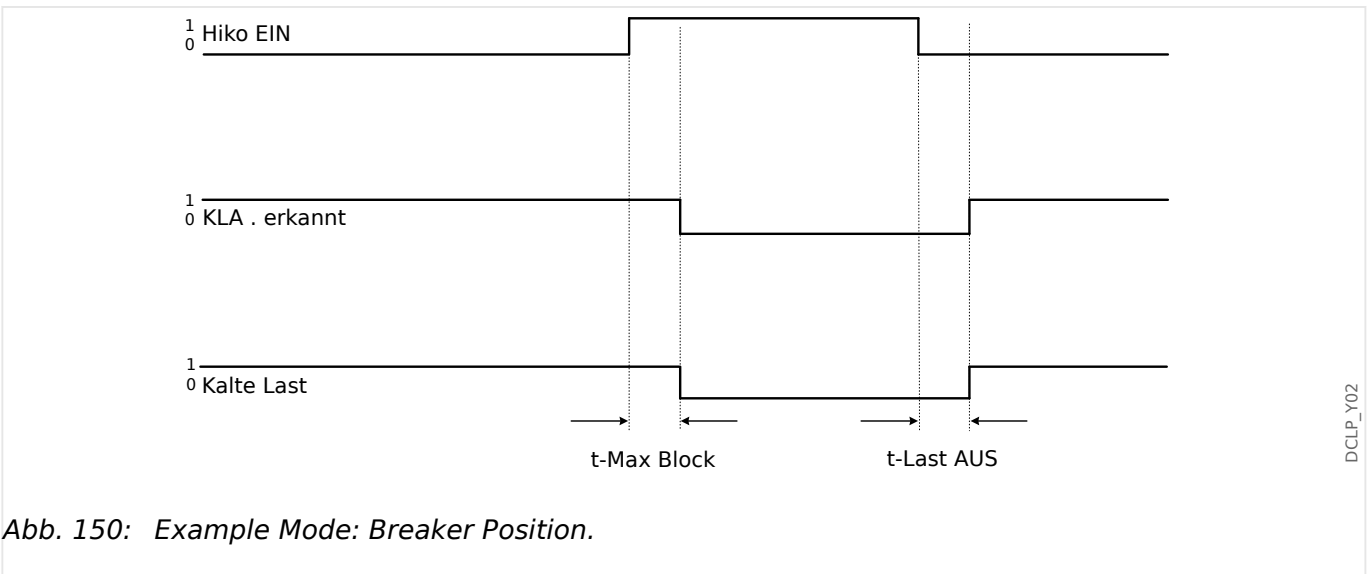 1
0 Hiko EIN
1
0 KLA . erkannt
1
0 Kalte Last
t-Max Block t-Last AUS
DCLP_Y02
Abb. 150: Example Mode: Breaker Position.